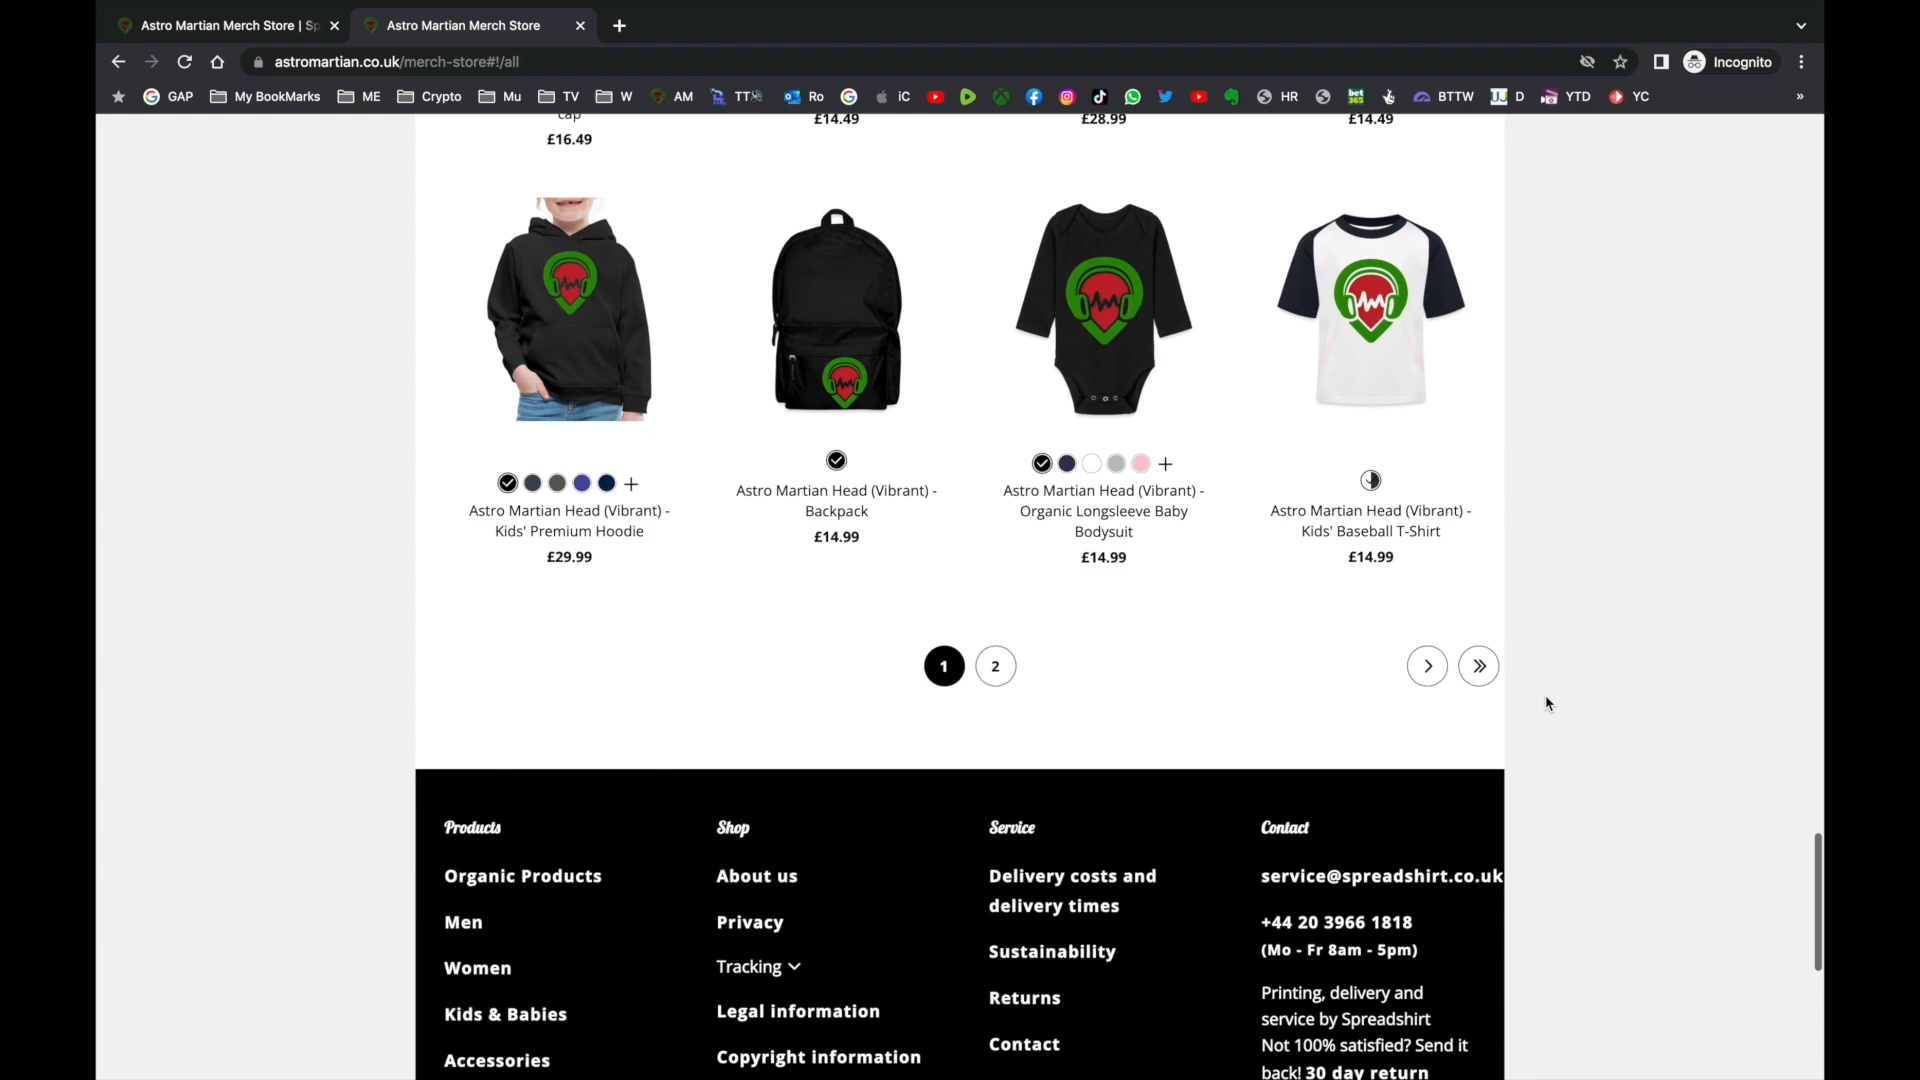 Astro Martian Merch Store | Sp
Astro Martian Merch Store
astromartian.co.uk/merch-store#!/all
Incognito
GAP
My BookMarks
ME
Crypto
Mu
TV
W
AM
TT
Ro
iC
HR
bet365
BTTW
D
YTD
YC
cap
£16.49
£14.49
£28.99
£14.49
Astro Martian Head (Vibrant) -
Kids' Premium Hoodie
£29.99
Astro Martian Head (Vibrant) -
Backpack
£14.99
Astro Martian Head (Vibrant) -
Organic Longsleeve Baby
Bodysuit
£14.99
Astro Martian Head (Vibrant) -
Kids' Baseball T-Shirt
£14.99
1
2
Products
Organic Products
Men
Women
Kids & Babies
Accessories
Shop
About us
Privacy
Tracking
Legal information
Copyright information
Service
Delivery costs and
delivery times
Sustainability
Returns
Contact
Contact
service@spreadshirt.co.uk
+44 20 3966 1818
(Mo - Fr 8am - 5pm)
Printing, delivery and
service by Spreadshirt
Not 100% satisfied? Send it
back! 30 day return